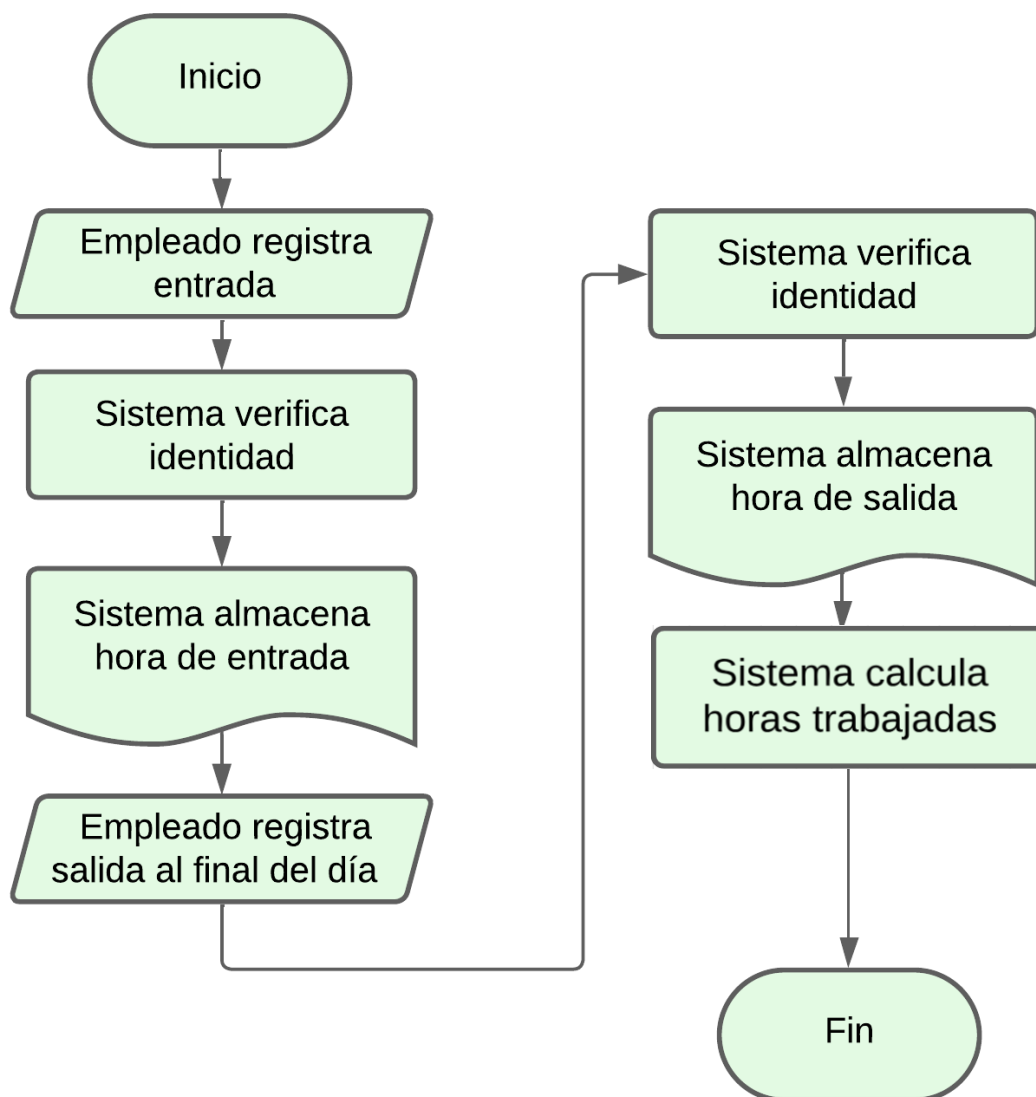 Inicio
Empleado registra
entrada
Sistema verifica
identidad
Sistema almacena
hora de entrada
Empleado registra
salida al final del día
Sistema verifica
identidad
Sistema almacena
hora de salida
Sistema calcula
horas trabajadas
Fin